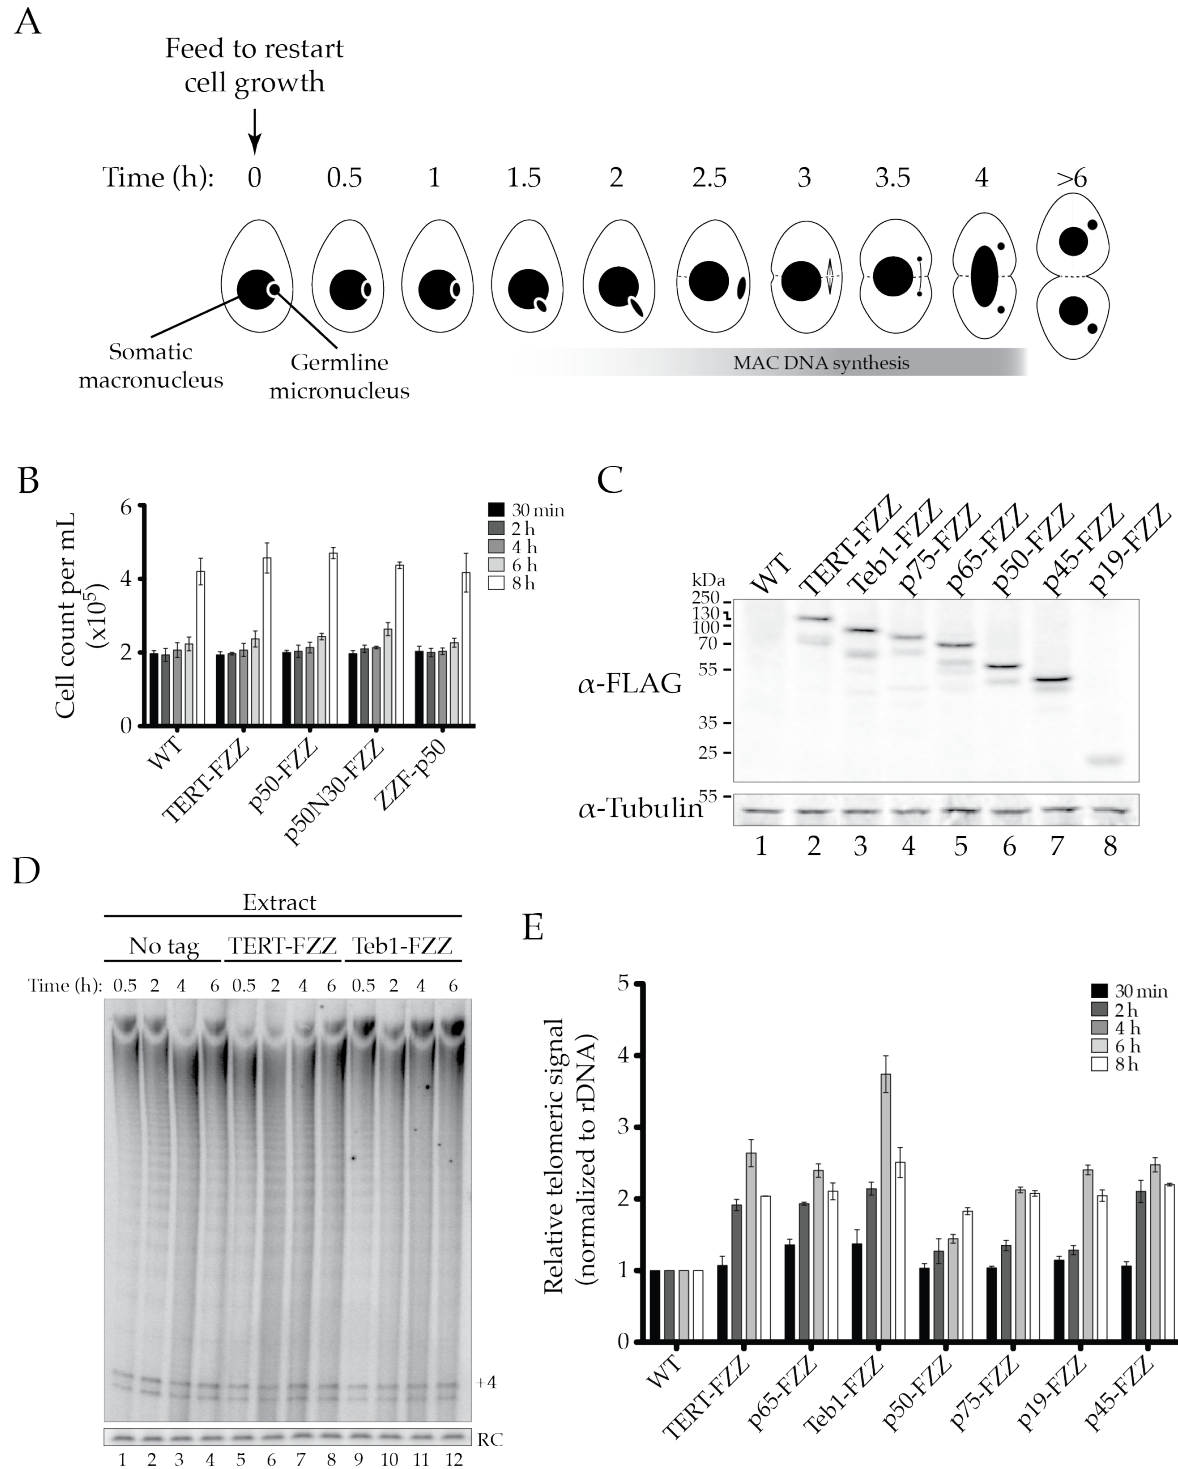 A
Feed to restart
cell growth
Time (h): 0 0.5 1 1.5 2 2.5 3 3.5 4 >6
Somatic
macronucleus
Germline
micronucleus
MAC DNA synthesis
B
Cell count per mL
(x10⁵)
6
4
2
0
30 min
2 h
4 h
6 h
8 h
WT
TERT-FZZ
p50-FZZ
p50N30-FZZ
ZZF-p50
C
WT
TERT-FZZ
Teb1-FZZ
p75-FZZ
p65-FZZ
p50-FZZ
p45-FZZ
p19-FZZ
kDa
250
130
100
70
55
35
25
α-FLAG
55
α-Tubulin
1 2 3 4 5 6 7 8
D
Extract
No tag TERT-FZZ Teb1-FZZ
Time (h): 0.5 2 4 6 0.5 2 4 6 0.5 2 4 6
+4
RC
1 2 3 4 5 6 7 8 9 10 11 12
E
Relative telomeric signal
(normalized to rDNA)
5
4
3
2
1
0
30 min
2 h
4 h
6 h
8 h
WT
TERT-FZZ
p65-FZZ
Teb1-FZZ
p50-FZZ
p75-FZZ
p19-FZZ
p45-FZZ